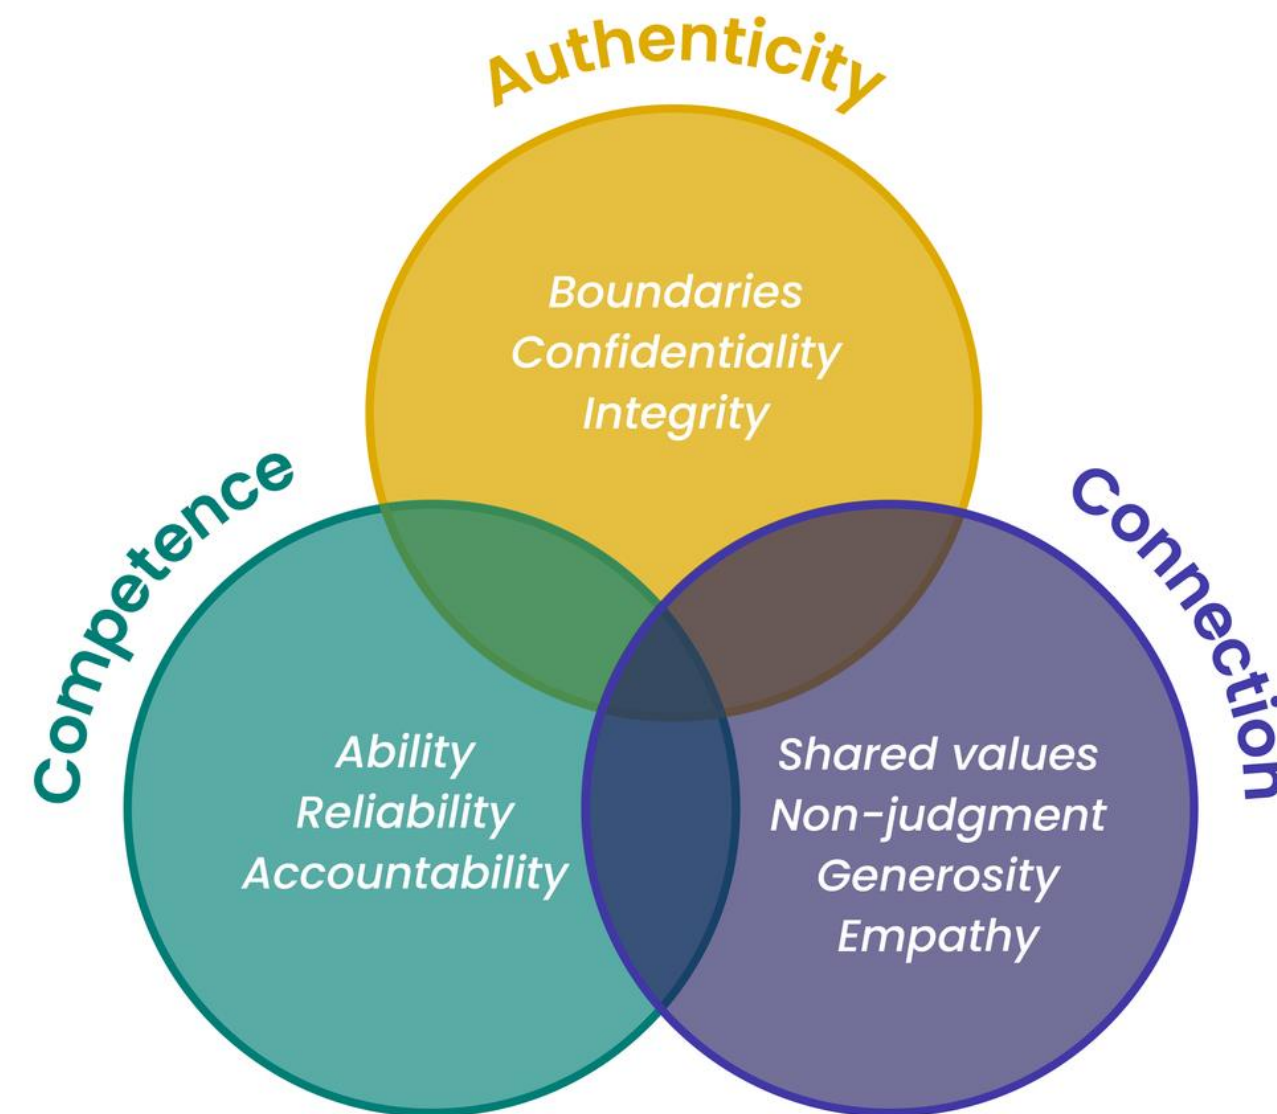 Authenticity
Boundaries
Confidentiality
Integrity
Competence
Ability
Reliability
Accountability
Connection
Shared values
Non-judgment
Generosity
Empathy